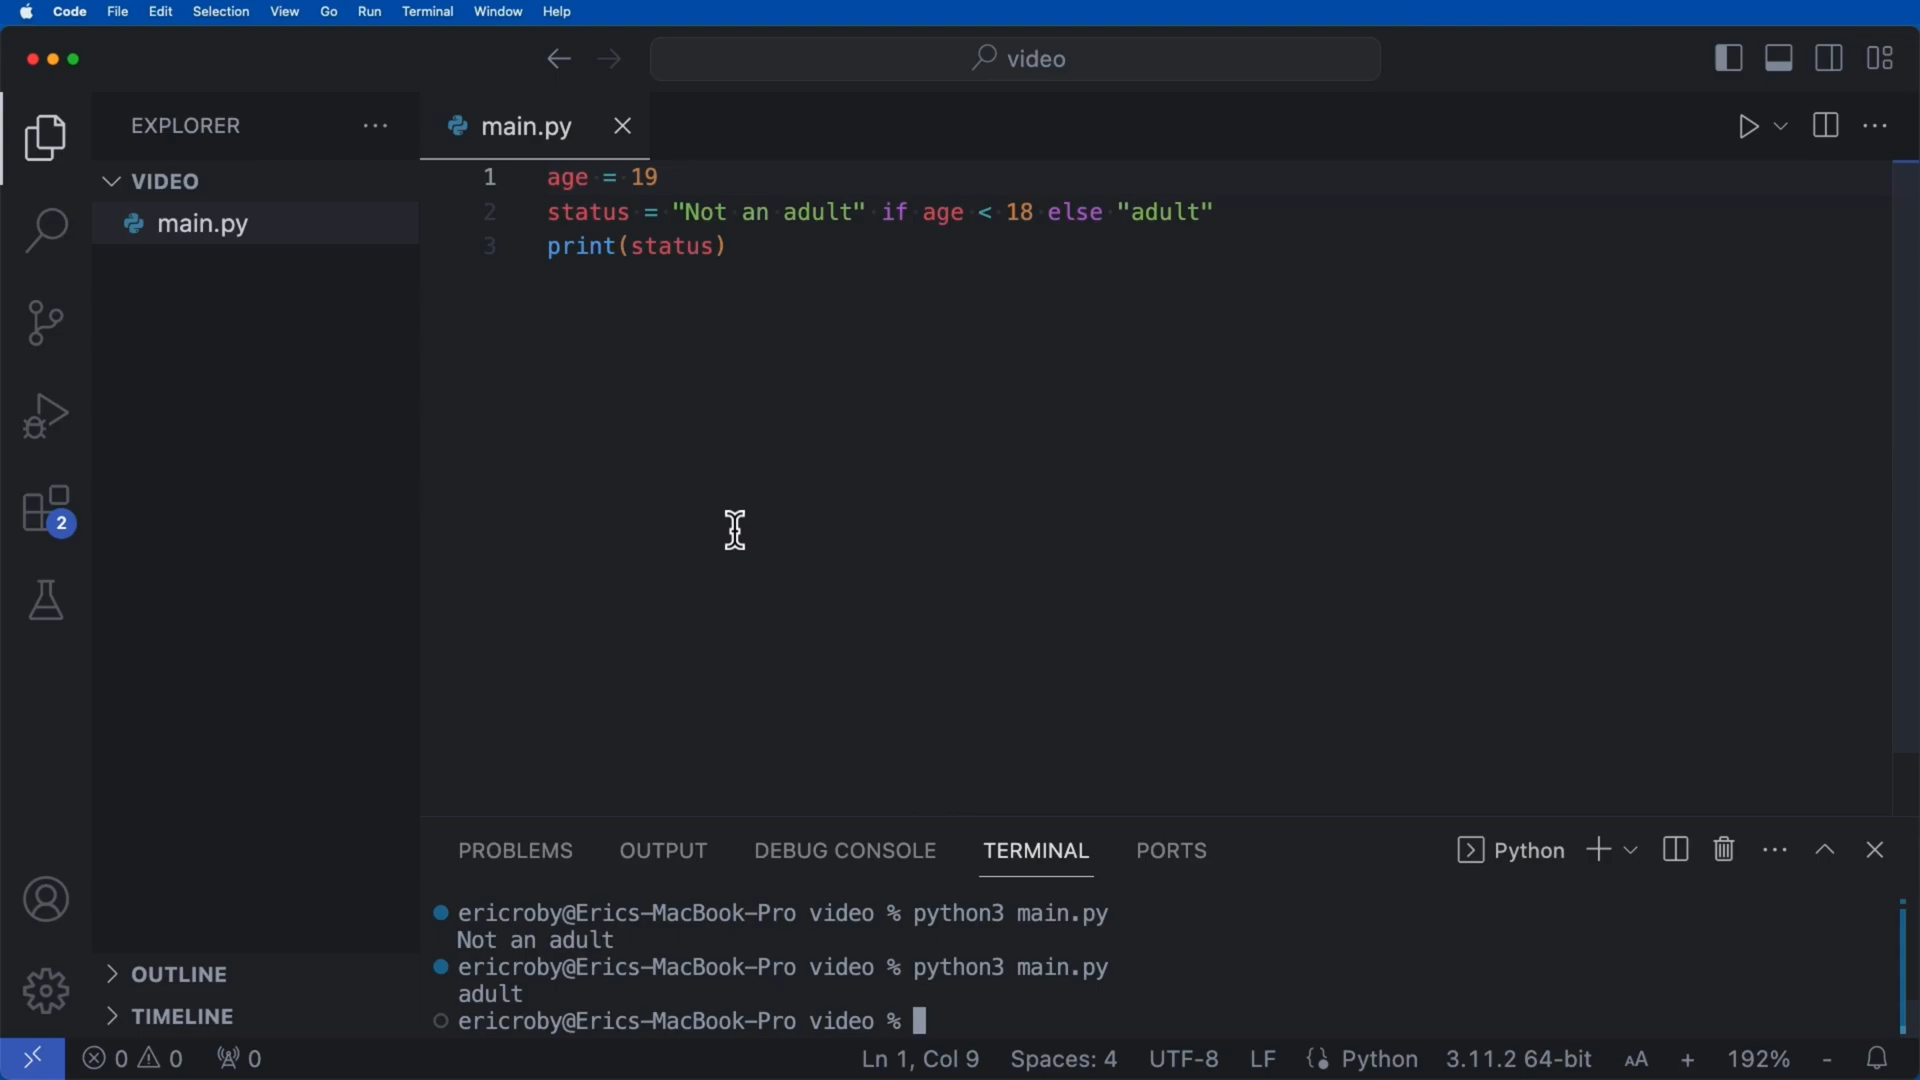 Code File Edit Selection View Go Run Terminal Window Help
video
EXPLORER
main.py
VIDEO
main.py
1 age = 19
2 status = "Not an adult" if age < 18 else "adult"
3 print(status)
2
PROBLEMS OUTPUT DEBUG CONSOLE TERMINAL PORTS
Python
ericroby@Erics-MacBook-Pro video % python3 main.py
Not an adult
ericroby@Erics-MacBook-Pro video % python3 main.py
adult
ericroby@Erics-MacBook-Pro video %
OUTLINE
TIMELINE
0 0 0 Ln 1, Col 9 Spaces: 4 UTF-8 LF Python 3.11.2 64-bit AA + 192% -